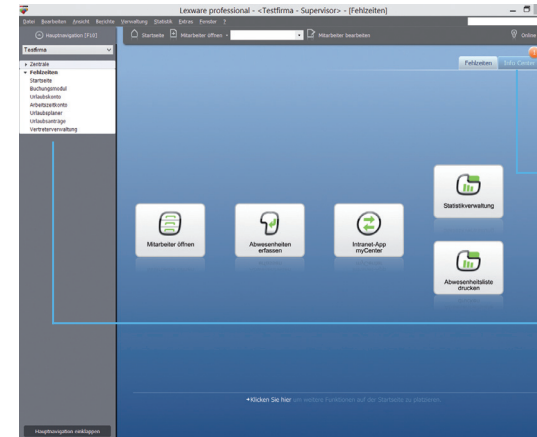 Lexware professional - <Testfirma - Supervisor> - [Fehlzeiten]
Datei Bearbeiten Ansicht Berichte Verwaltung Statistik Extras Fenster ?
Hauptnavigation [F10]
Startseite
Mitarbeiter öffnen
Mitarbeiter bearbeiten
Online
Testfirma
Fehlzeiten
Info Center
Zentrale
Fehlzeiten
Startseite
Buchungsmodul
Urlaubskonto
Arbeitszeitkonto
Urlaubsplaner
Urlaubsanträge
Vertreterverwaltung
Statistikverwaltung
Mitarbeiter öffnen
Abwesenheiten
erfassen
Intranet-App
myCenter
Abwesenheitsliste
drucken
Klicken Sie hier um weitere Funktionen auf der Startseite zu platzieren.
Hauptnavigation einklappen